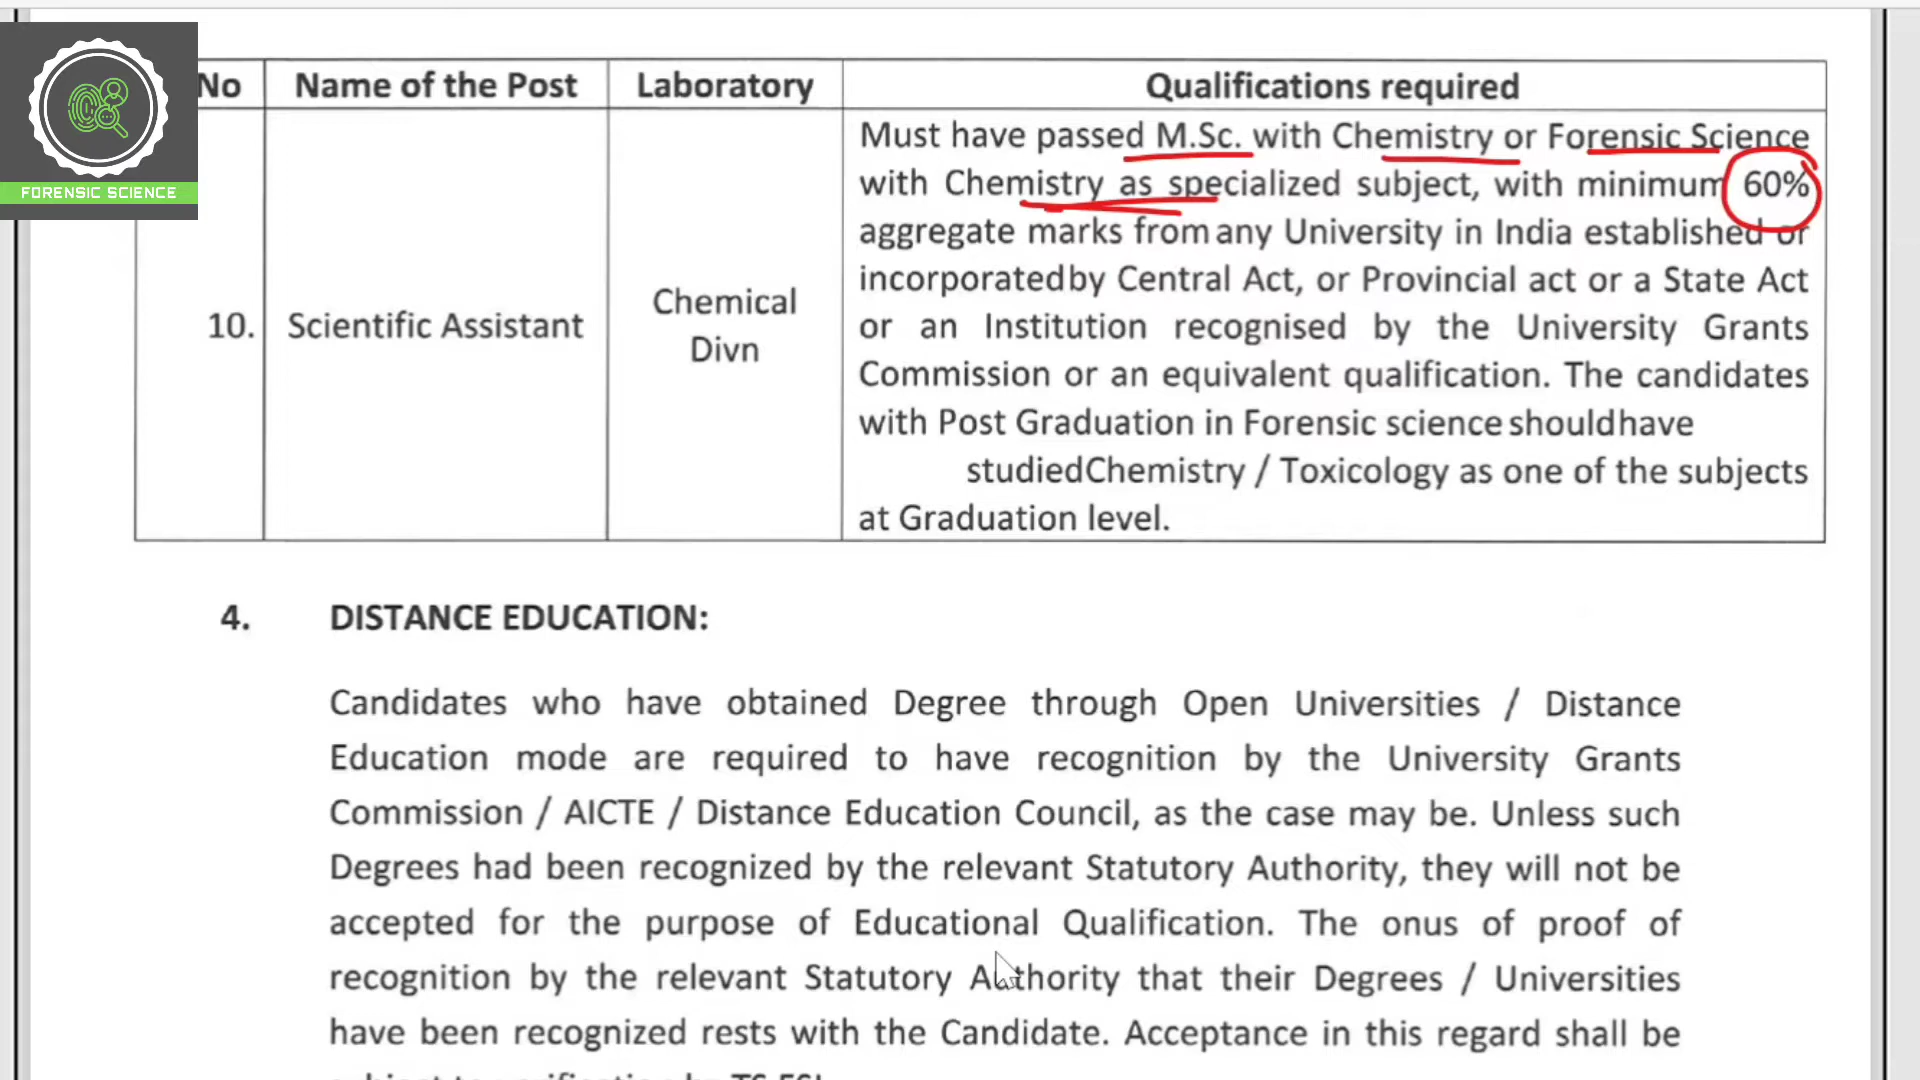 FORENSIC SCIENCE
No Name of the Post Laboratory Qualifications required
10. Scientific Assistant
Chemical
Divn
Must have passed M.Sc. with Chemistry or Forensic Science
with Chemistry as specialized subject, with minimum 60%
aggregate marks from any University in India established or
incorporatedby Central Act, or Provincial act or a State Act
or an Institution recognised by the University Grants
Commission or an equivalent qualification. The candidates
with Post Graduation in Forensic science shouldhave
studiedChemistry / Toxicology as one of the subjects
at Graduation level.
4. DISTANCE EDUCATION:
Candidates who have obtained Degree through Open Universities / Distance
Education mode are required to have recognition by the University Grants
Commission / AICTE / Distance Education Council, as the case may be. Unless such
Degrees had been recognized by the relevant Statutory Authority, they will not be
accepted for the purpose of Educational Qualification. The onus of proof of
recognition by the relevant Statutory Authority that their Degrees / Universities
have been recognized rests with the Candidate. Acceptance in this regard shall be